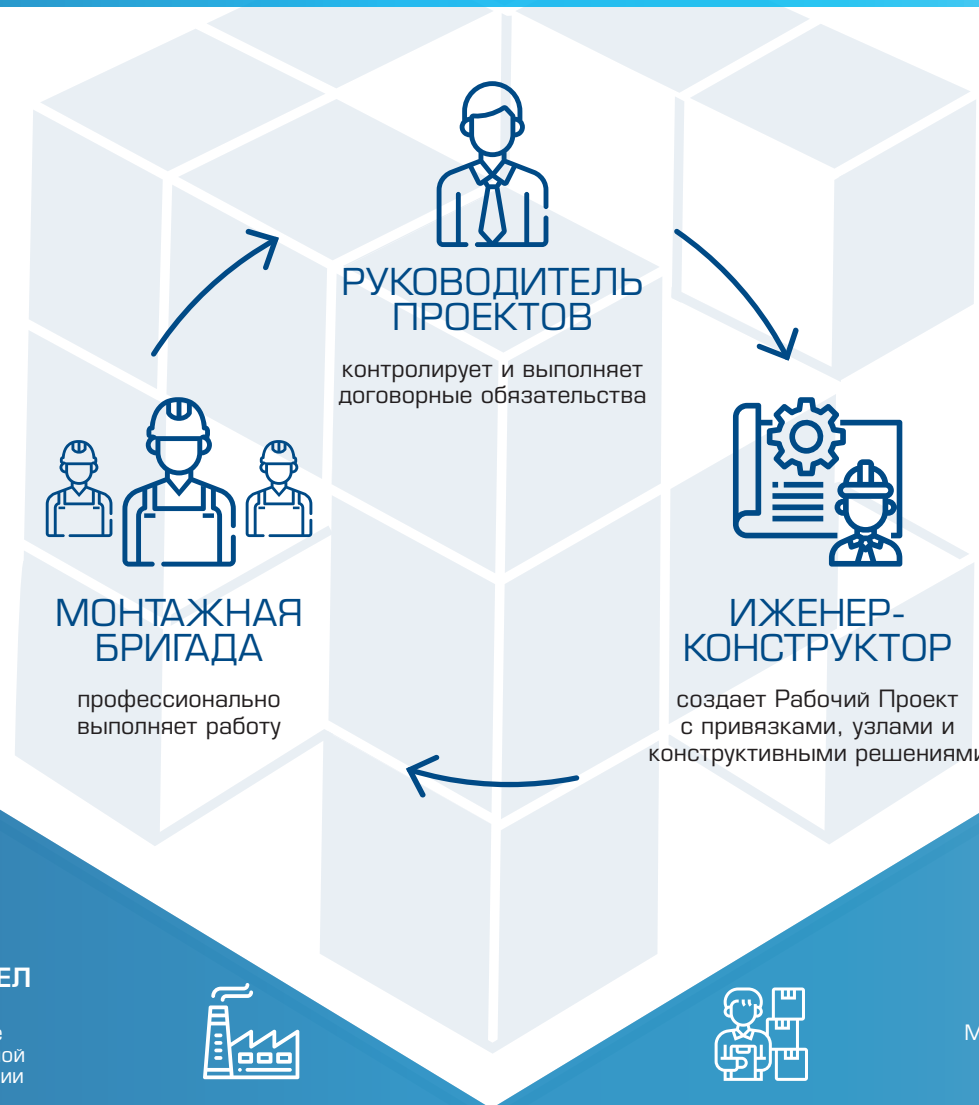 РУКОВОДИТЕЛЬ
ПРОЕКТОВ
контролирует и выполняет
договорные обязательства
МОНТАЖНАЯ
БРИГАДА
профессионально
выполняет работу
ИЖЕНЕР-
КОНСТРУКТОР
создает Рабочий Проект
с привязками, узлами и
конструктивными решениями